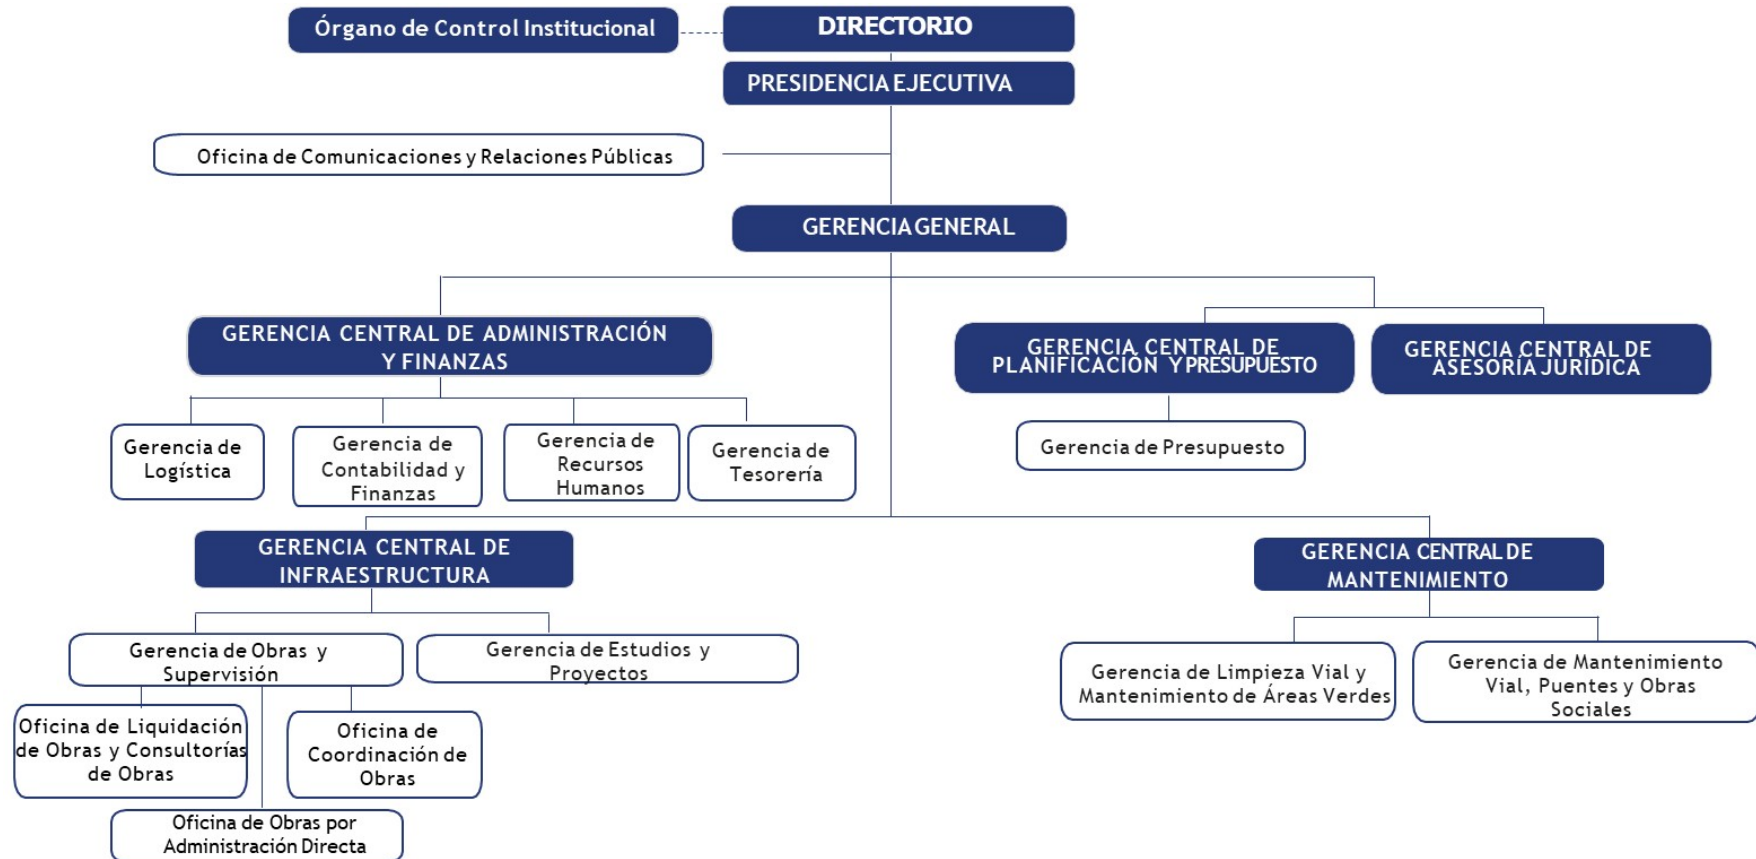 Órgano de Control Institucional
DIRECTORIO
PRESIDENCIA EJECUTIVA
Oficina de Comunicaciones y Relaciones Públicas
GERENCIA GENERAL
GERENCIA CENTRAL DE ADMINISTRACIÓN
Y FINANZAS
GERENCIA CENTRAL DE
PLANIFICACIÓN Y PRESUPUESTO
GERENCIA CENTRAL DE
ASESORÍA JURÍDICA
Gerencia de
Logística
Gerencia de
Contabilidad y
Finanzas
Gerencia de
Recursos
Humanos
Gerencia de
Tesorería
Gerencia de Presupuesto
GERENCIA CENTRAL DE
INFRAESTRUCTURA
GERENCIA CENTRAL DE
MANTENIMIENTO
Gerencia de Obras y
Supervisión
Gerencia de Estudios y
Proyectos
Gerencia de Limpieza Vial y
Mantenimiento de Áreas Verdes
Gerencia de Mantenimiento
Vial, Puentes y Obras
Sociales
Oficina de Liquidación
de Obras y Consultorías
de Obras
Oficina de
Coordinación de
Obras
Oficina de Obras por
Administración Directa